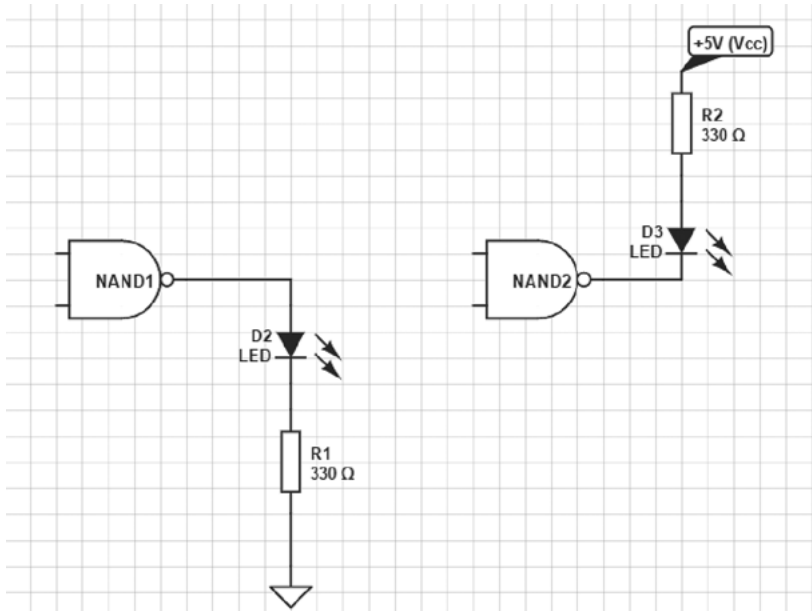 +5V (Vcc)
R2
330 Ω
D3
LED
NAND1
NAND2
D2
LED
R1
330 Ω